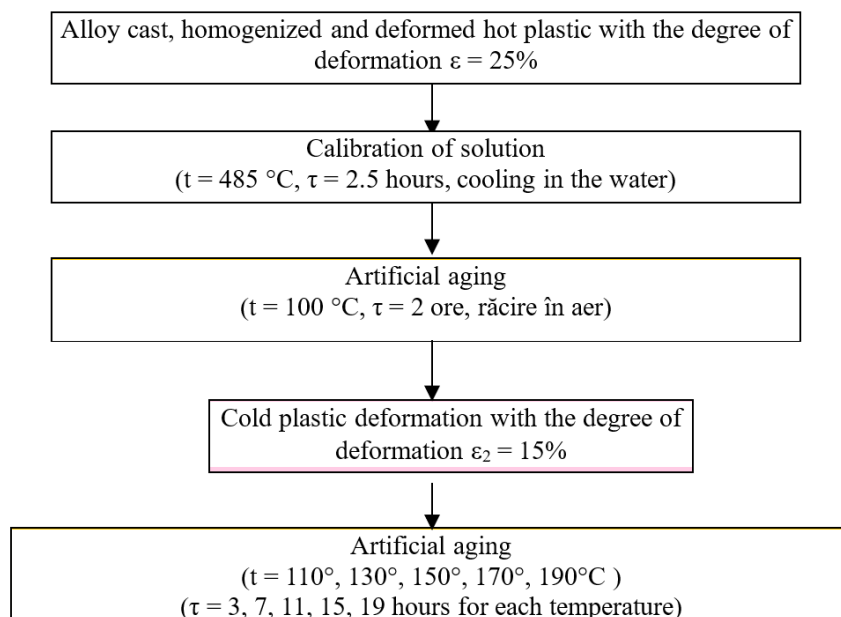 Alloy cast, homogenized and deformed hot plastic with the degree of
deformation ε = 25%
Calibration of solution
(t = 485 °C, τ = 2.5 hours, cooling in the water)
Artificial aging
(t = 100 °C, τ = 2 ore, răcire în aer)
Cold plastic deformation with the degree of
deformation ε₂ = 15%
Artificial aging
(t = 110°, 130°, 150°, 170°, 190°C )
(τ = 3, 7, 11, 15, 19 hours for each temperature)